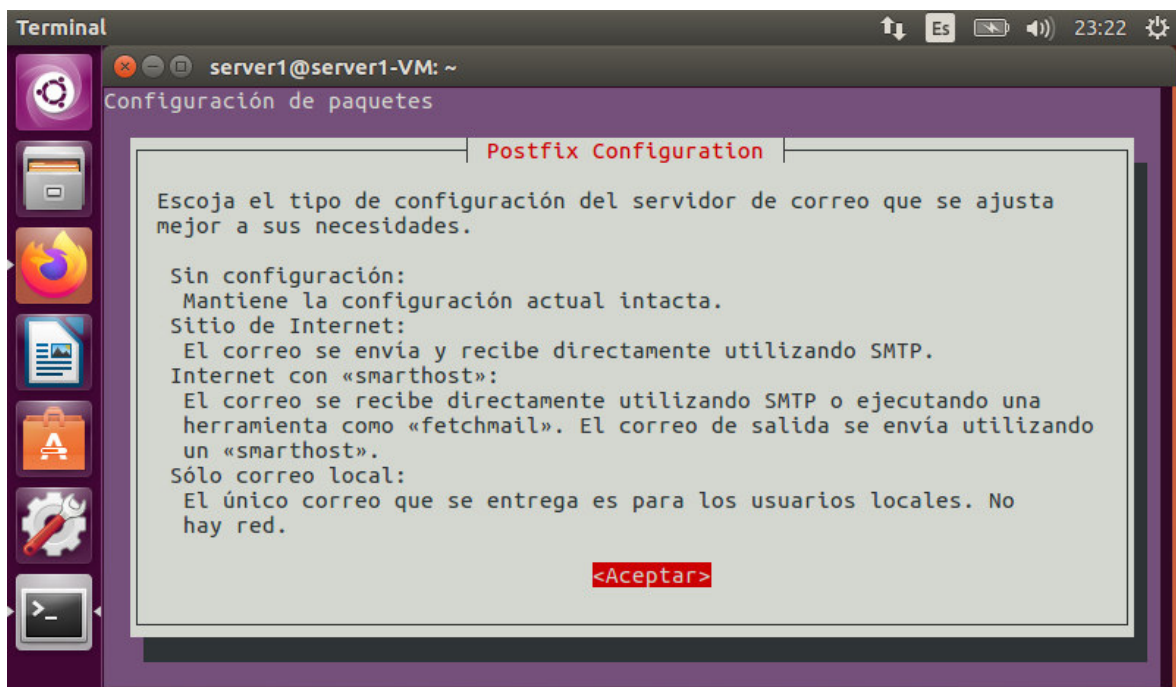 Terminal
Es
23:22
server1@server1-VM: ~
Configuración de paquetes
Postfix Configuration
Escoja el tipo de configuración del servidor de correo que se ajusta
mejor a sus necesidades.
Sin configuración:
Mantiene la configuración actual intacta.
Sitio de Internet:
El correo se envía y recibe directamente utilizando SMTP.
Internet con «smarthost»:
El correo se recibe directamente utilizando SMTP o ejecutando una
herramienta como «fetchmail». El correo de salida se envía utilizando
un «smarthost».
Sólo correo local:
El único correo que se entrega es para los usuarios locales. No
hay red.
<Aceptar>